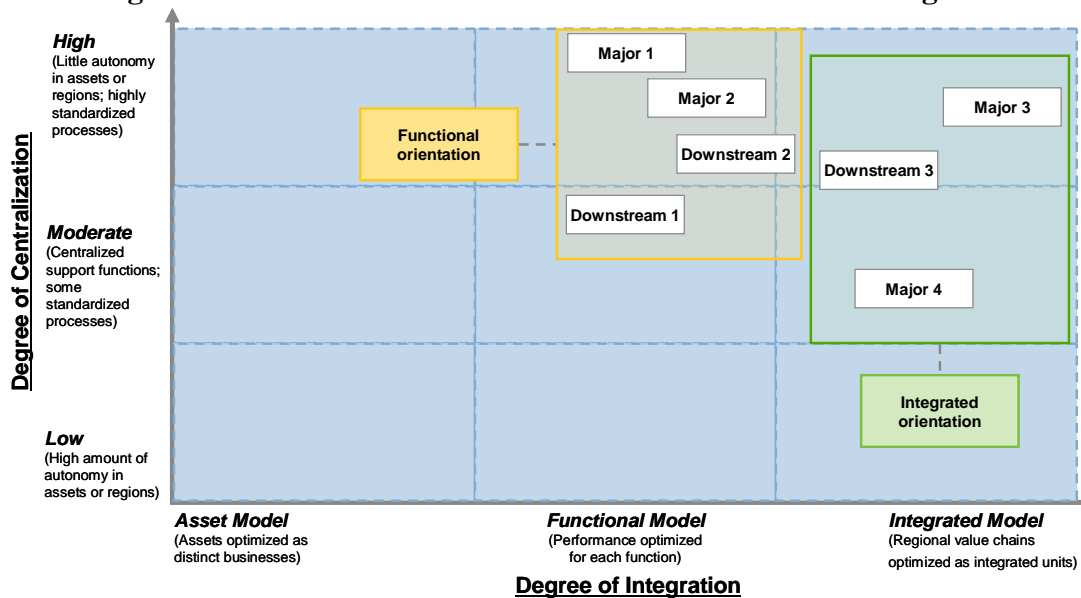 High
(Little autonomy
in assets or
regions; highly
standardized
processes)
Moderate
(Centralized
support functions;
some
standardized
processes)
Low
(High amount of
autonomy in
assets or regions)
Degree of Centralization
Functional
orientation
Major 1
Major 2
Downstream 2
Downstream 1
Major 3
Downstream 3
Major 4
Integrated
orientation
Asset Model
(Assets optimized as
distinct businesses)
Functional Model
(Performance optimized
for each function)
Integrated Model
(Regional value chains
optimized as integrated units)
Degree of Integration